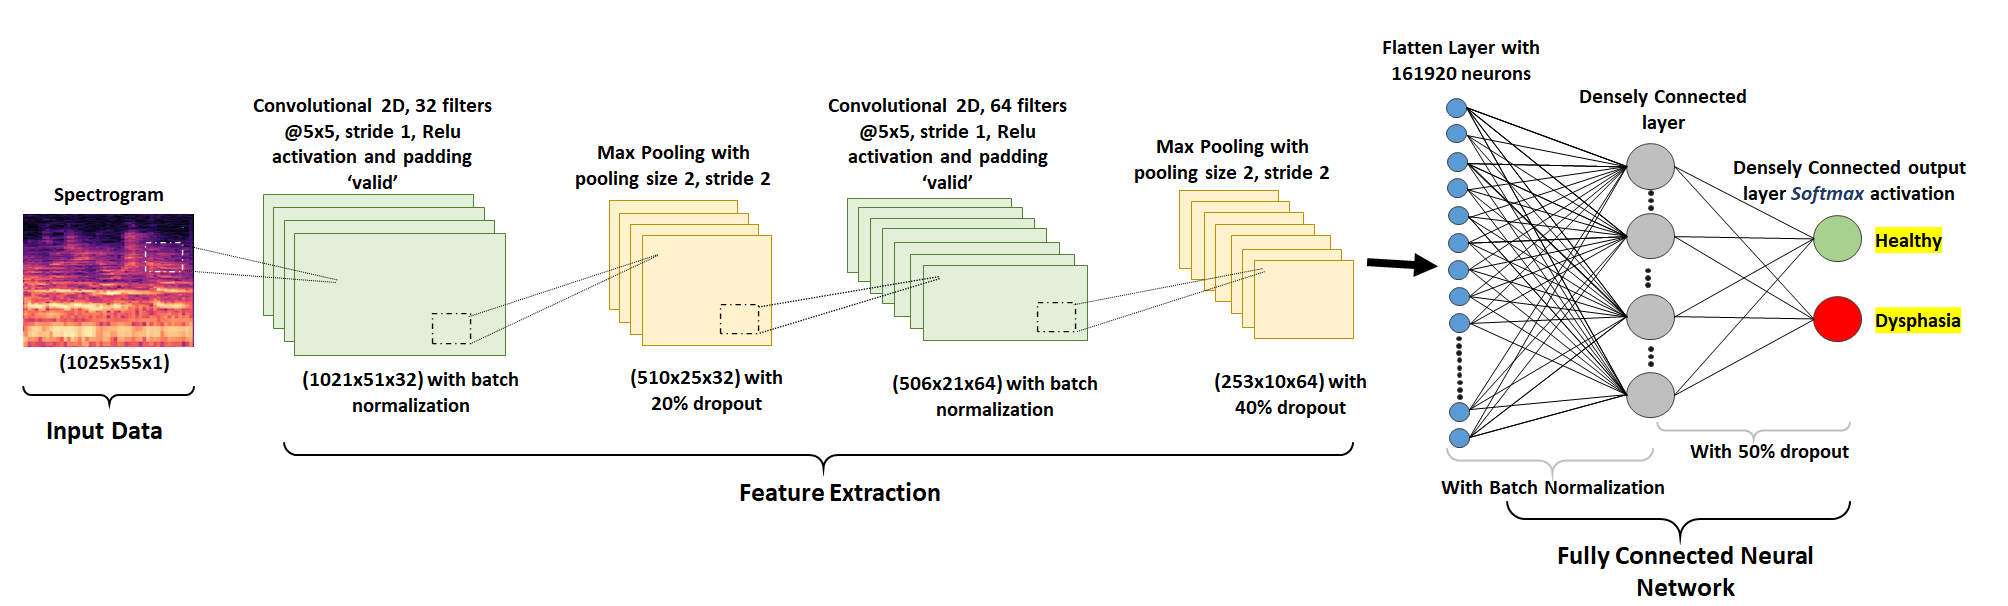 Spectrogram
(1025x55x1)
Input Data
Convolutional 2D, 32 filters
@5x5, stride 1, Relu
activation and padding
‘valid’
(1021x51x32) with batch
normalization
Max Pooling with
pooling size 2, stride 2
(510x25x32) with
20% dropout
Convolutional 2D, 64 filters
@5x5, stride 1, Relu
activation and padding
‘valid’
(506x21x64) with batch
normalization
Max Pooling with
pooling size 2, stride 2
(253x10x64) with
40% dropout
Feature Extraction
Flatten Layer with
161920 neurons
Densely Connected
layer
Densely Connected output
layer Softmax activation
Healthy
Dysphasia
With 50% dropout
With Batch Normalization
Fully Connected Neural
Network